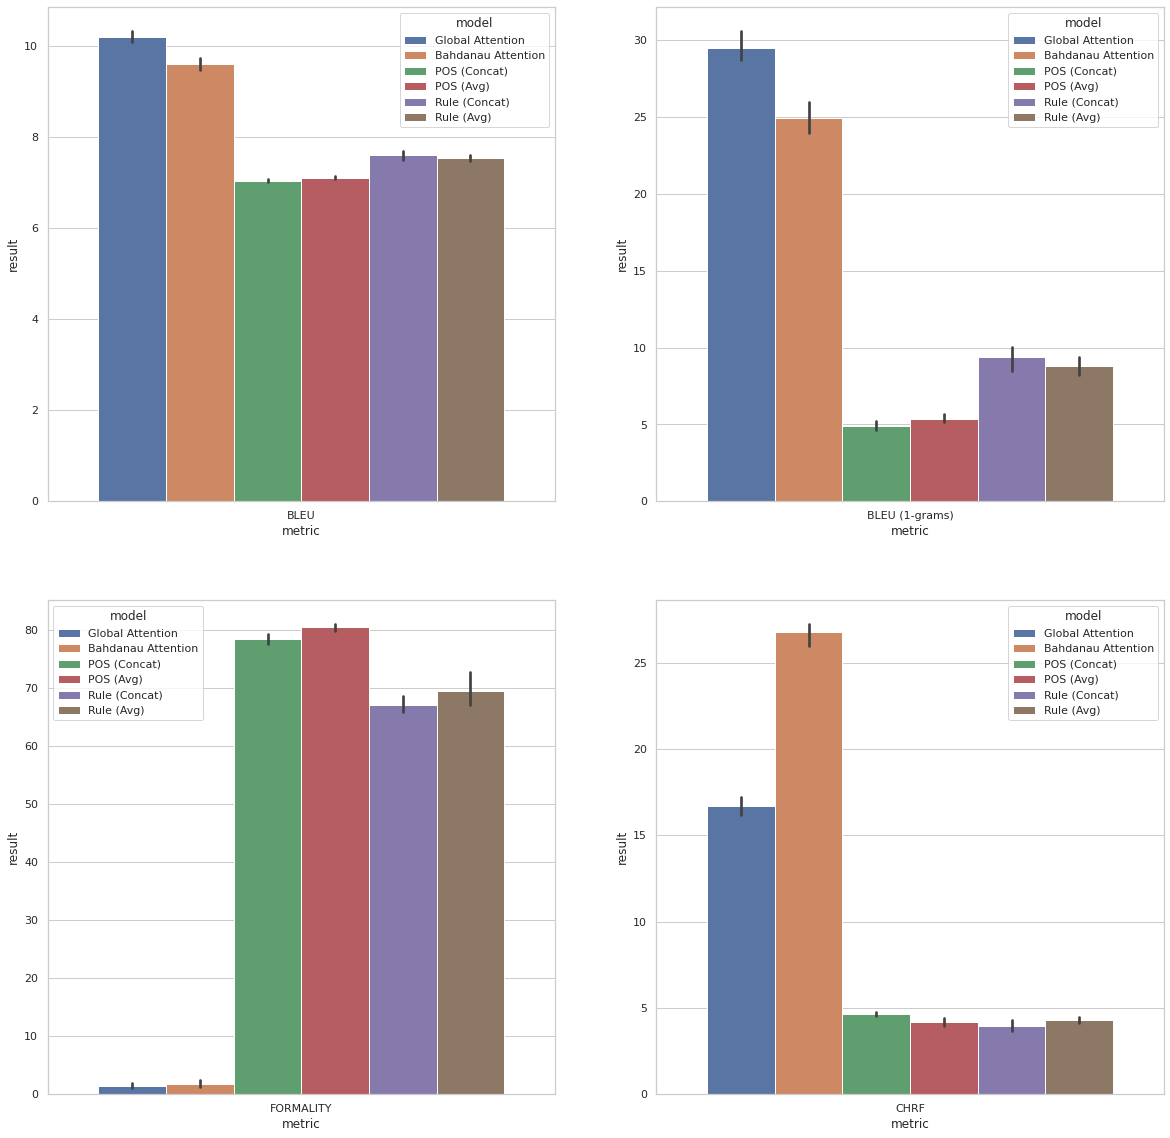 model
Global Attention
Bahdanau Attention
POS (Concat)
POS (Avg)
Rule (Concat)
Rule (Avg)
10
8
6
4
2
0
result
BLEU
metric
model
Global Attention
Bahdanau Attention
POS (Concat)
POS (Avg)
Rule (Concat)
Rule (Avg)
30
25
20
15
10
5
0
result
BLEU (1-grams)
metric
model
Global Attention
Bahdanau Attention
POS (Concat)
POS (Avg)
Rule (Concat)
Rule (Avg)
80
70
60
50
40
30
20
10
0
result
FORMALITY
metric
model
Global Attention
Bahdanau Attention
POS (Concat)
POS (Avg)
Rule (Concat)
Rule (Avg)
25
20
15
10
5
0
result
CHRF
metric